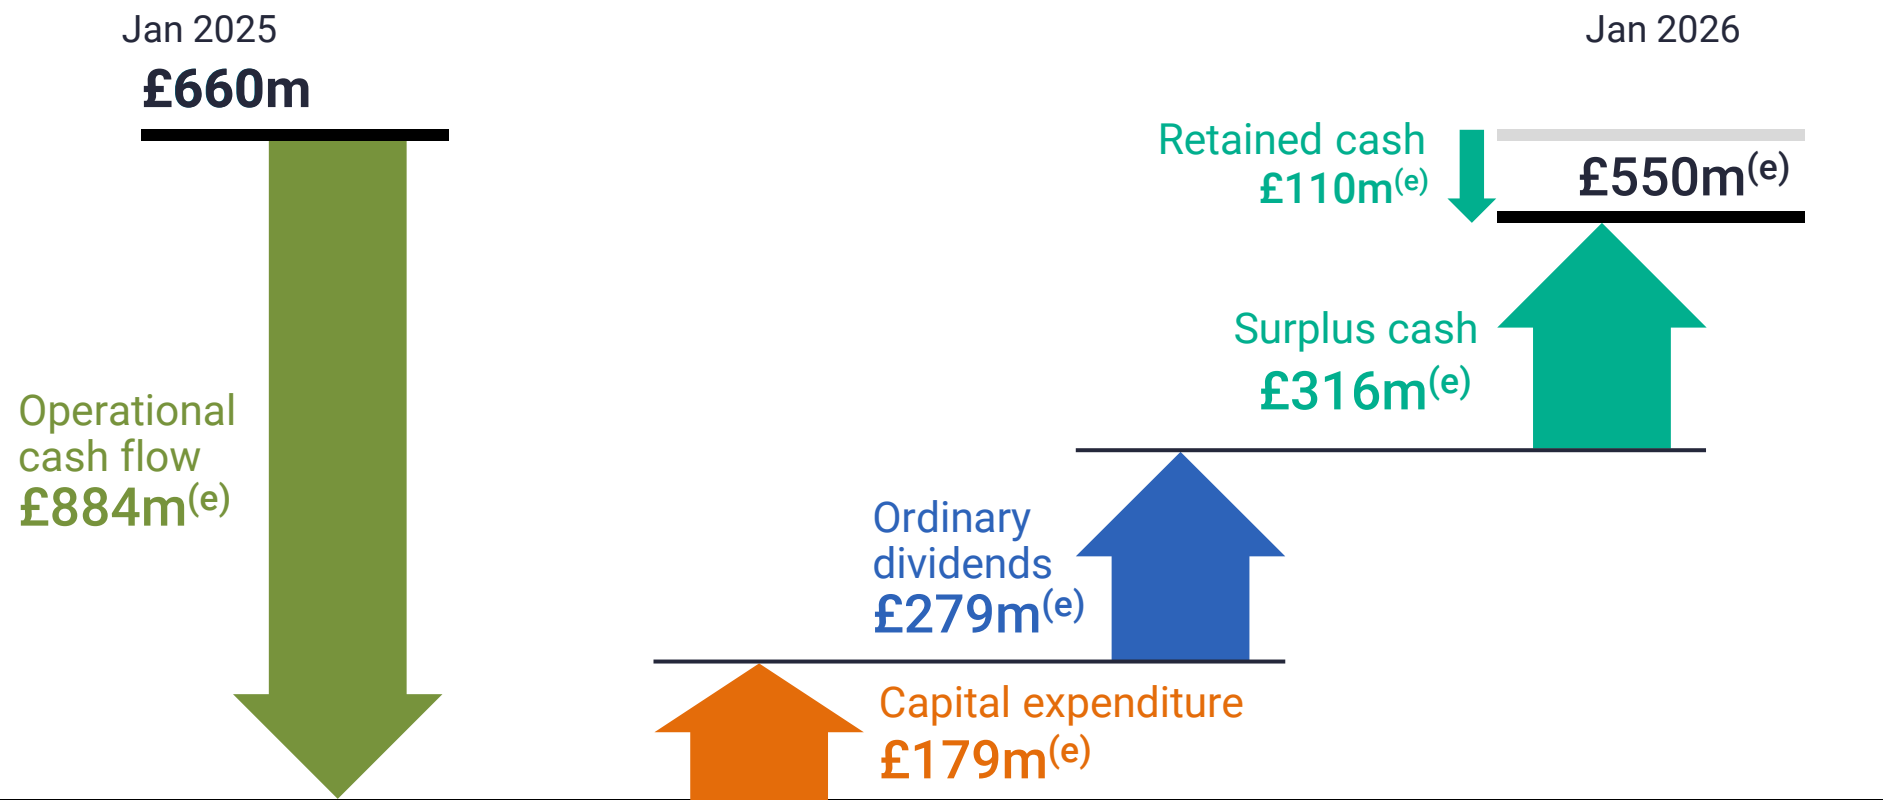 Jan 2025
£660m
Operational
cash flow
£884m(e)
Capital expenditure
£179m(e)
Ordinary
dividends
£279m(e)
Surplus cash
£316m(e)
Retained cash
£110m(e)
Jan 2026
£550m(e)